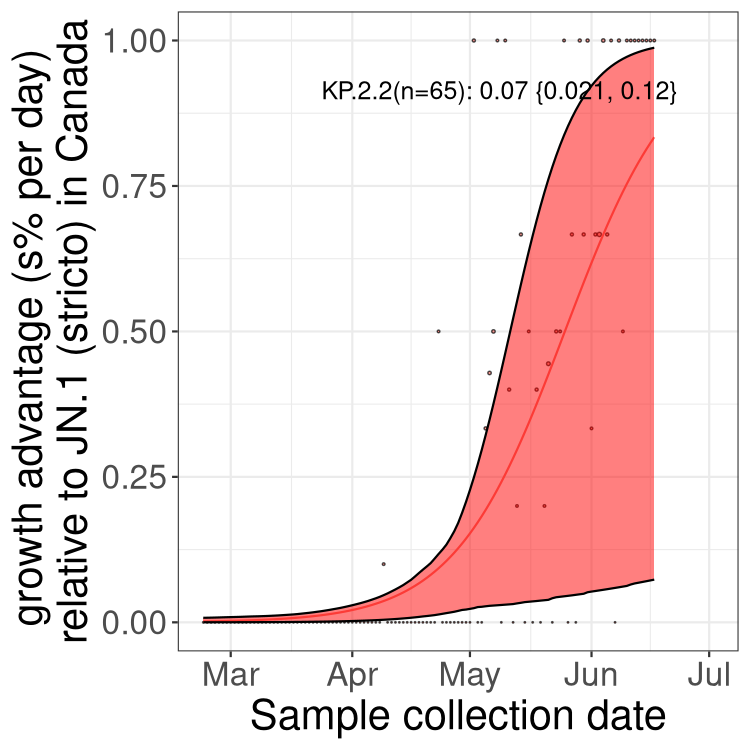 growth advantage (s% per day)
relative to JN.1 (stricto) in Canada
1.00
0.75
0.50
0.25
0.00
KP.2.2(n=65): 0.07 {0.021, 0.12}
Mar Apr May Jun Jul
Sample collection date